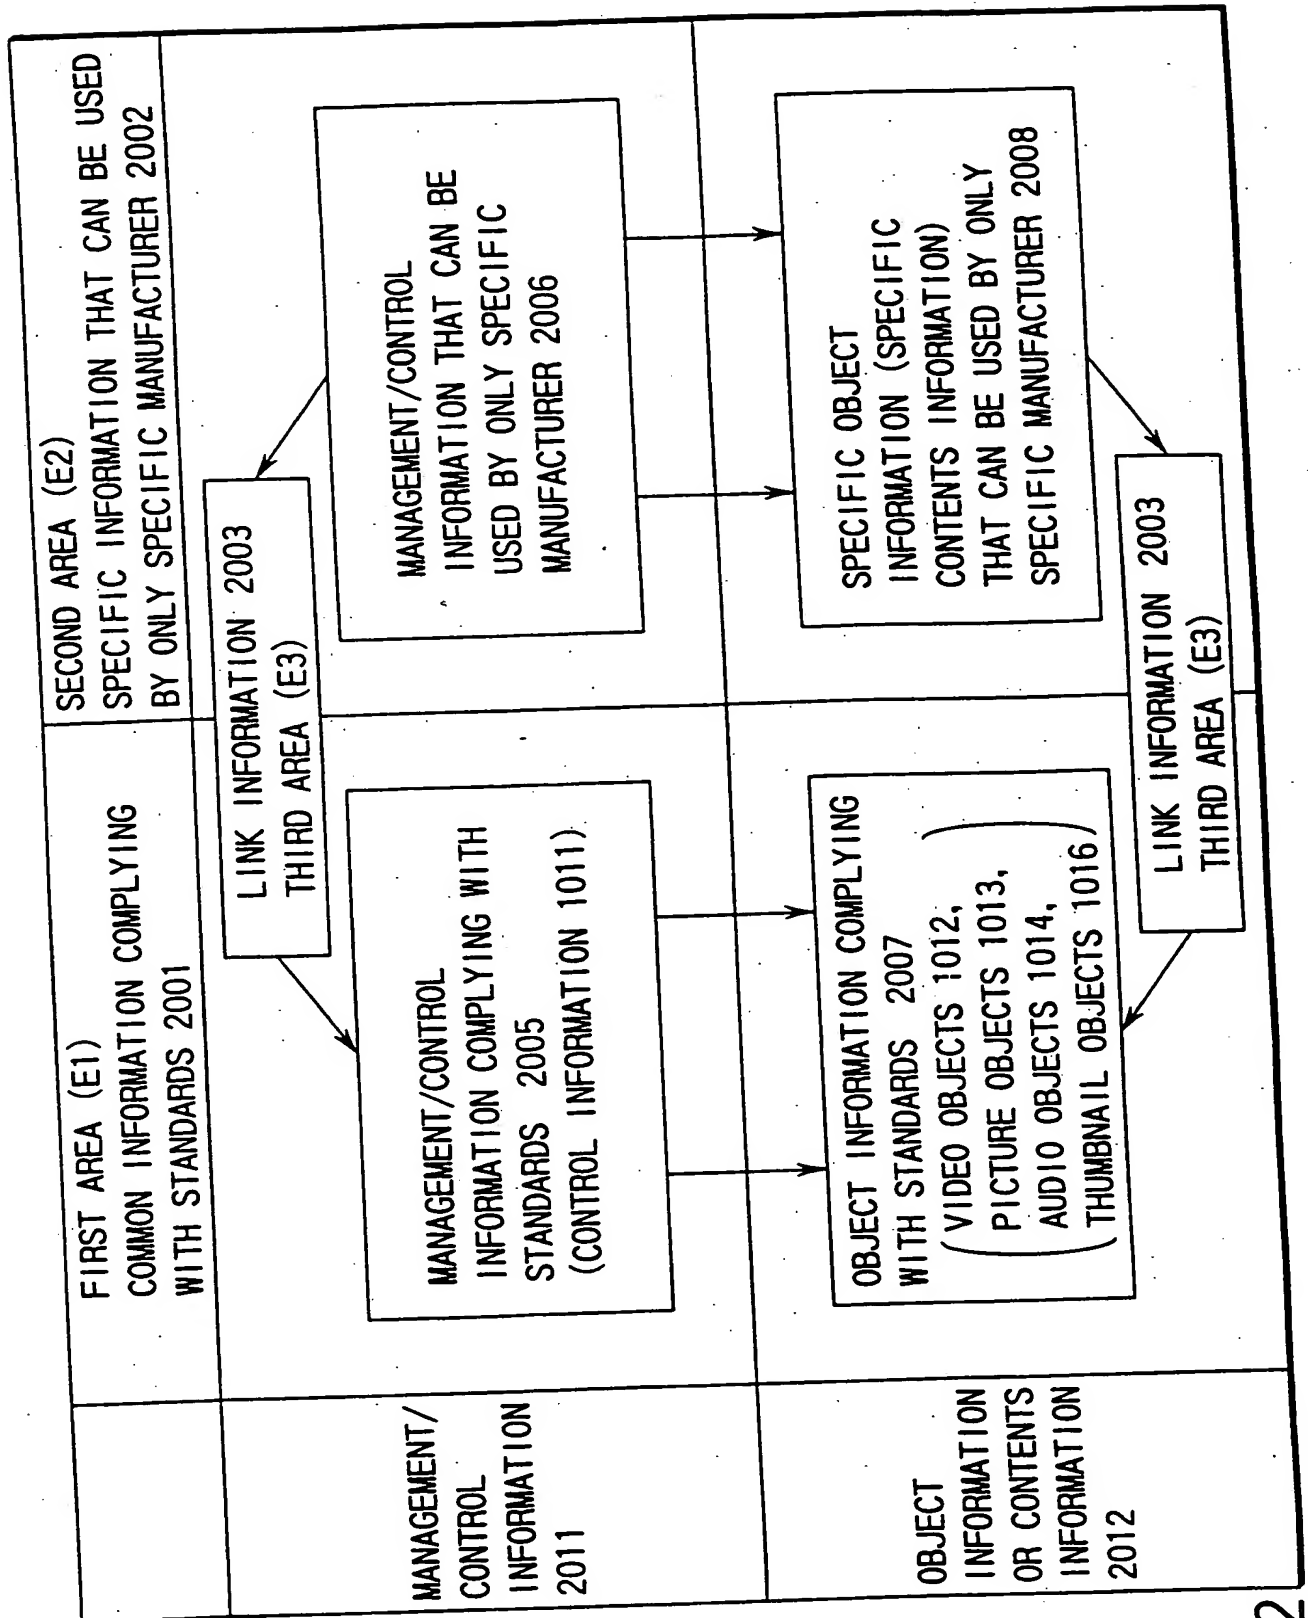 FIRST AREA (E1)
COMMON INFORMATION COMPLYING
WITH STANDARDS 2001
SECOND AREA (E2)
SPECIFIC INFORMATION THAT CAN BE USED
BY ONLY SPECIFIC MANUFACTURER 2002
MANAGEMENT/
CONTROL
INFORMATION
2011
LINK INFORMATION 2003
THIRD AREA (E3)
MANAGEMENT/CONTROL
INFORMATION COMPLYING WITH
STANDARDS 2005
(CONTROL INFORMATION 1011)
MANAGEMENT/CONTROL
INFORMATION THAT CAN BE
USED BY ONLY SPECIFIC
MANUFACTURER 2006
OBJECT
INFORMATION
OR CONTENTS
INFORMATION
2012
OBJECT INFORMATION COMPLYING
WITH STANDARDS 2007
(VIDEO OBJECTS 1012,
PICTURE OBJECTS 1013,
AUDIO OBJECTS 1014,
THUMBNAIL OBJECTS 1016)
SPECIFIC OBJECT
INFORMATION (SPECIFIC
CONTENTS INFORMATION)
THAT CAN BE USED BY ONLY
SPECIFIC MANUFACTURER 2008
LINK INFORMATION 2003
THIRD AREA (E3)
2